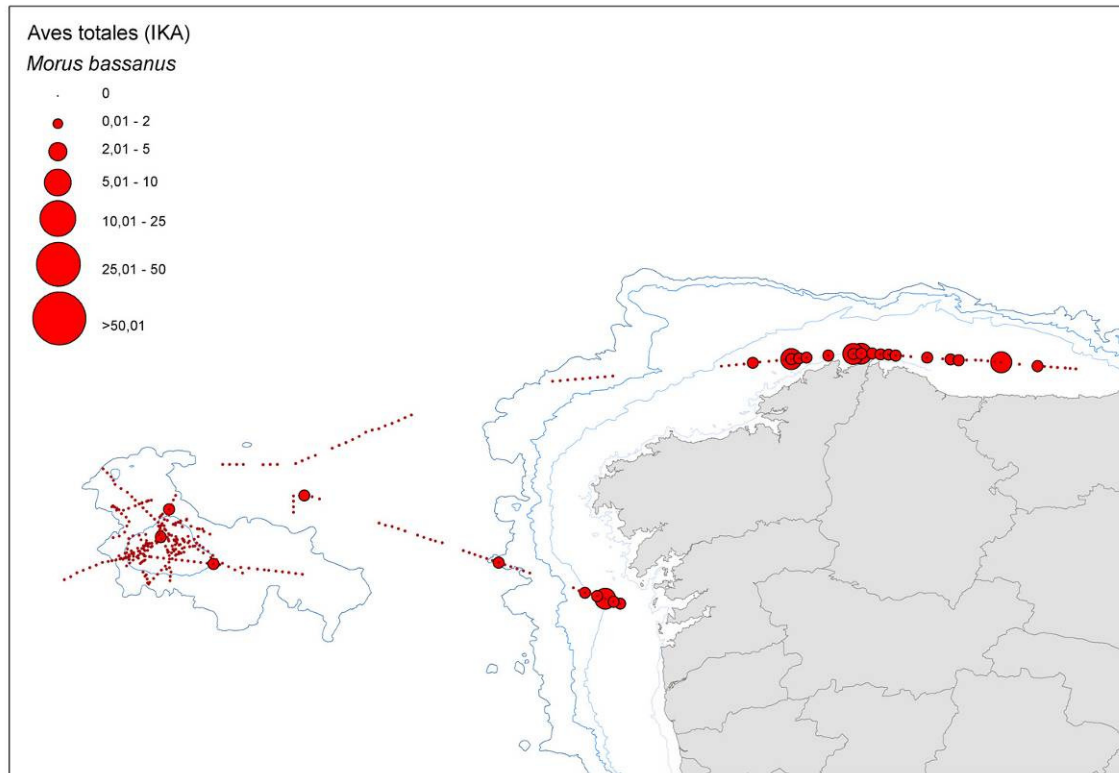 Aves totales (IKA)
Morus bassanus
0
0,01 - 2
2,01 - 5
5,01 - 10
10,01 - 25
25,01 - 50
>50,01